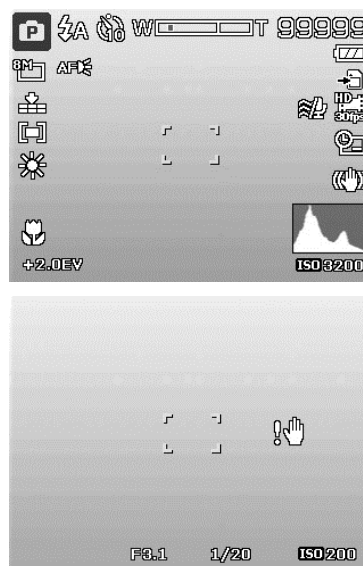 P A W T 99999
8M AF
HD
30fps
+2.0EV ISO 3200
F3.1 1/20 ISO 200